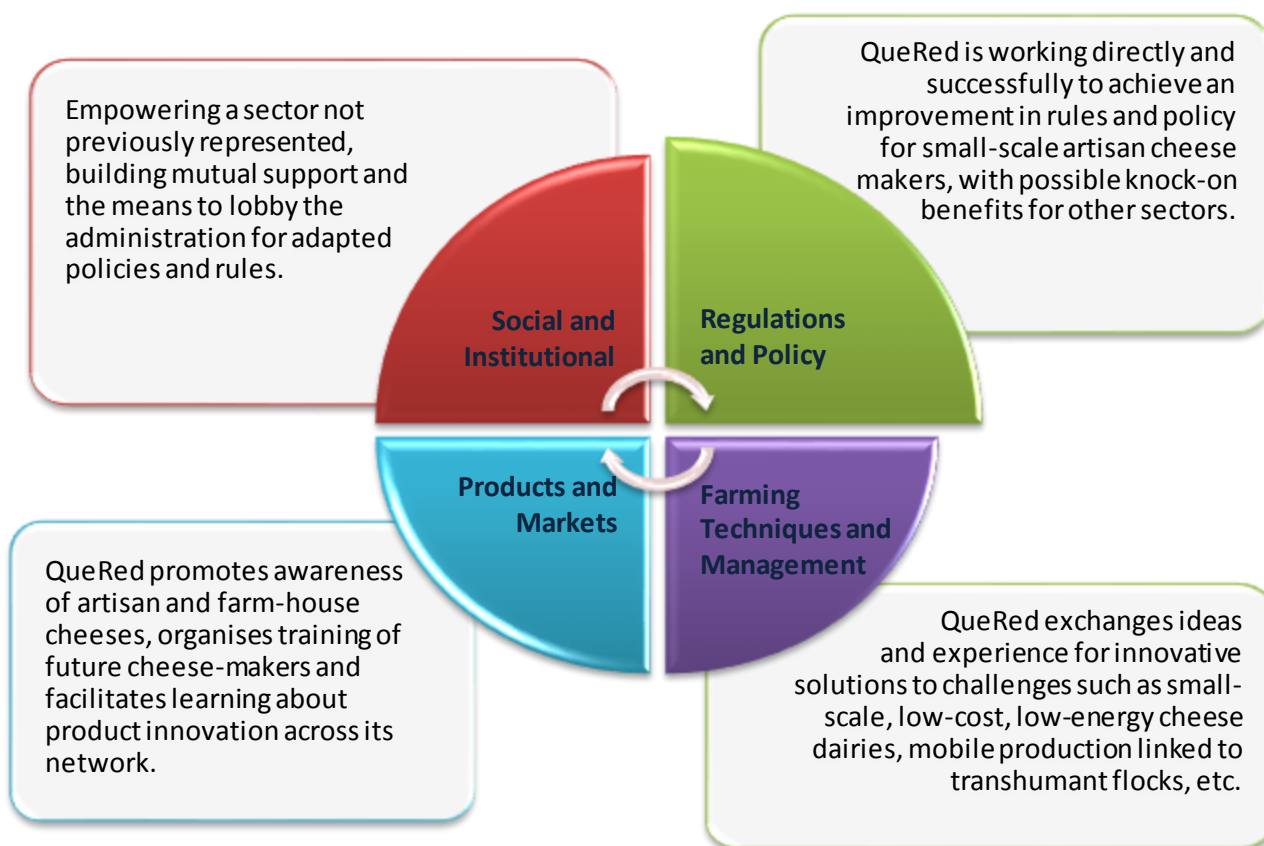 Empowering a sector not
previously represented,
building mutual support and
the means to lobby the
administration for adapted
policies and rules.
QueRed is working directly and
successfully to achieve an
improvement in rules and policy
for small-scale artisan cheese
makers, with possible knock-on
benefits for other sectors.
Social and
Institutional
Regulations
and Policy
Products and
Markets
Farming
Techniques and
Management
QueRed promotes awareness
of artisan and farm-house
cheeses, organises training of
future cheese-makers and
facilitates learning about
product innovation across its
network.
QueRed exchanges ideas
and experience for innovative
solutions to challenges such as small-
scale, low-cost, low-energy cheese
dairies, mobile production linked to
transhumant flocks, etc.